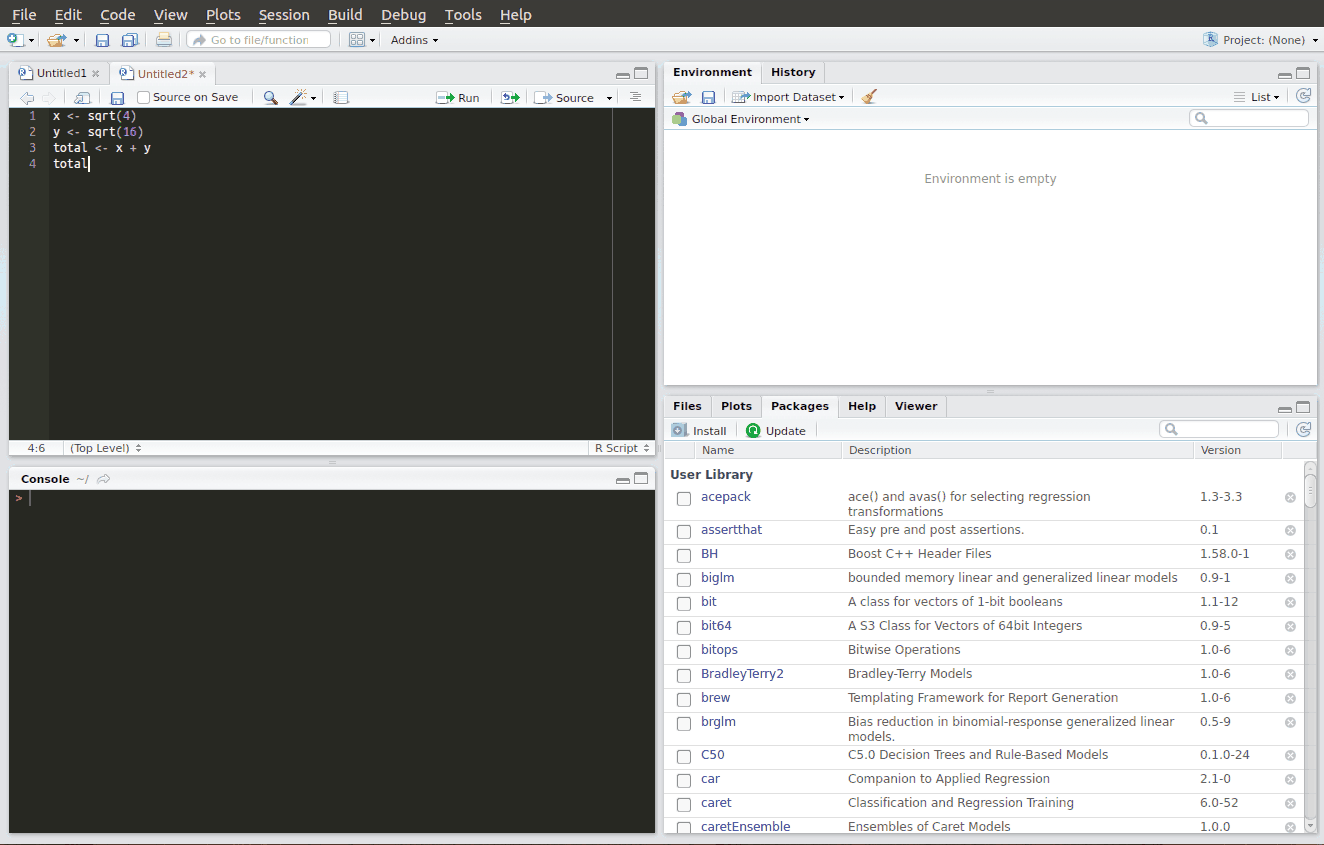 File Edit Code View Plots Session Build Debug Tools Help
Go to file/function Addins Project: (None)
Untitled1 Untitled2*
Source on Save Run Source
1 x <- sqrt(4)
2 y <- sqrt(16)
3 total <- x + y
4 total
4:6 (Top Level) R Script
Console ~/
>
Environment History
Import Dataset List
Global Environment
Environment is empty
Files Plots Packages Help Viewer
Install Update
Name Description Version
User Library
acepack ace() and avas() for selecting regression 1.3-3.3
transformations
assertthat Easy pre and post assertions. 0.1
BH Boost C++ Header Files 1.58.0-1
biglm bounded memory linear and generalized linear models 0.9-1
bit A class for vectors of 1-bit booleans 1.1-12
bit64 A S3 Class for Vectors of 64bit Integers 0.9-5
bitops Bitwise Operations 1.0-6
BradleyTerry2 Bradley-Terry Models 1.0-6
brew Templating Framework for Report Generation 1.0-6
brglm Bias reduction in binomial-response generalized linear 0.5-9
models.
C50 C5.0 Decision Trees and Rule-Based Models 0.1.0-24
car Companion to Applied Regression 2.1-0
caret Classification and Regression Training 6.0-52
caretEnsemble Ensembles of Caret Models 1.0.0